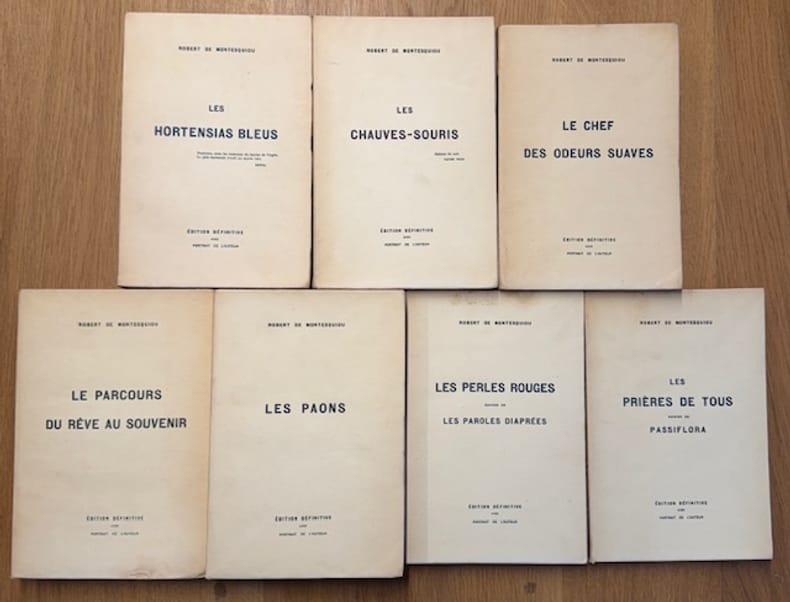 ROBERT DE MONTESQUIOU
LES
HORTENSIAS BLEUS
ÉDITION DÉFINITIVE
AVEC
PORTRAIT DE L'AUTEUR
ROBERT DE MONTESQUIOU
LES
CHAUVES-SOURIS
ÉDITION DÉFINITIVE
AVEC
PORTRAIT DE L'AUTEUR
ROBERT DE MONTESQUIOU
LE CHEF
DES ODEURS SUAVES
ÉDITION DÉFINITIVE
AVEC
PORTRAIT DE L'AUTEUR
ROBERT DE MONTESQUIOU
LE PARCOURS
DU RÊVE AU SOUVENIR
ÉDITION DÉFINITIVE
AVEC
PORTRAIT DE L'AUTEUR
ROBERT DE MONTESQUIOU
LES PAONS
ÉDITION DÉFINITIVE
AVEC
PORTRAIT DE L'AUTEUR
ROBERT DE MONTESQUIOU
LES PERLES ROUGES
SUIVIES DE
LES PAROLES DIAPRÉES
ÉDITION DÉFINITIVE
AVEC
PORTRAIT DE L'AUTEUR
ROBERT DE MONTESQUIOU
LES
PRIÈRES DE TOUS
SUIVIES DE
PASSIFLORA
ÉDITION DÉFINITIVE
AVEC
PORTRAIT DE L'AUTEUR